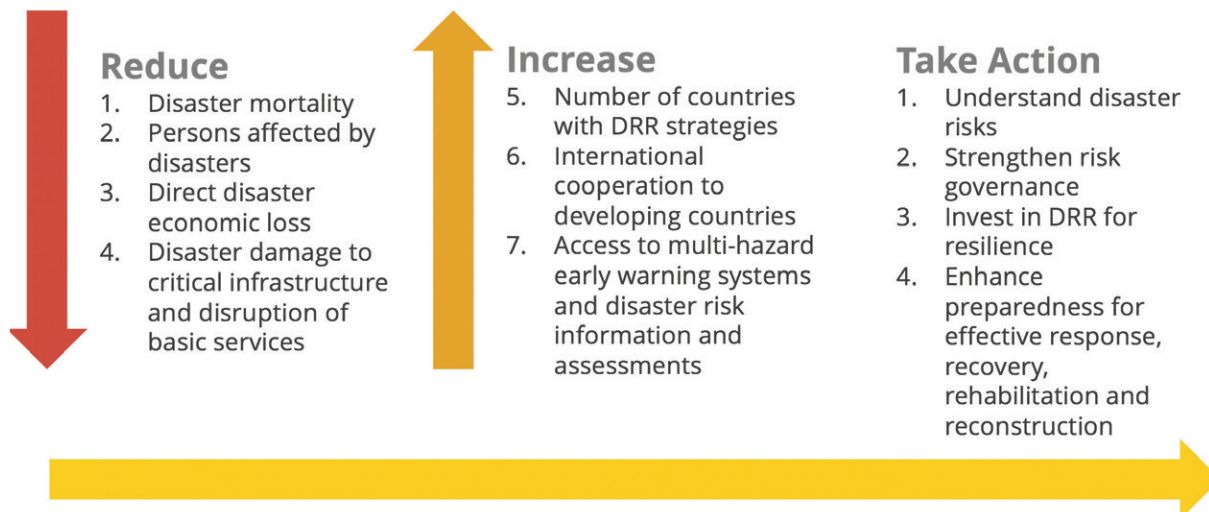 Reduce
1. Disaster mortality
2. Persons affected by
disasters
3. Direct disaster
economic loss
4. Disaster damage to
critical infrastructure
and disruption of
basic services
Increase
5. Number of countries
with DRR strategies
6. International
cooperation to
developing countries
7. Access to multi-hazard
early warning systems
and disaster risk
information and
assessments
Take Action
1. Understand disaster
risks
2. Strengthen risk
governance
3. Invest in DRR for
resilience
4. Enhance
preparedness for
effective response,
recovery,
rehabilitation and
reconstruction